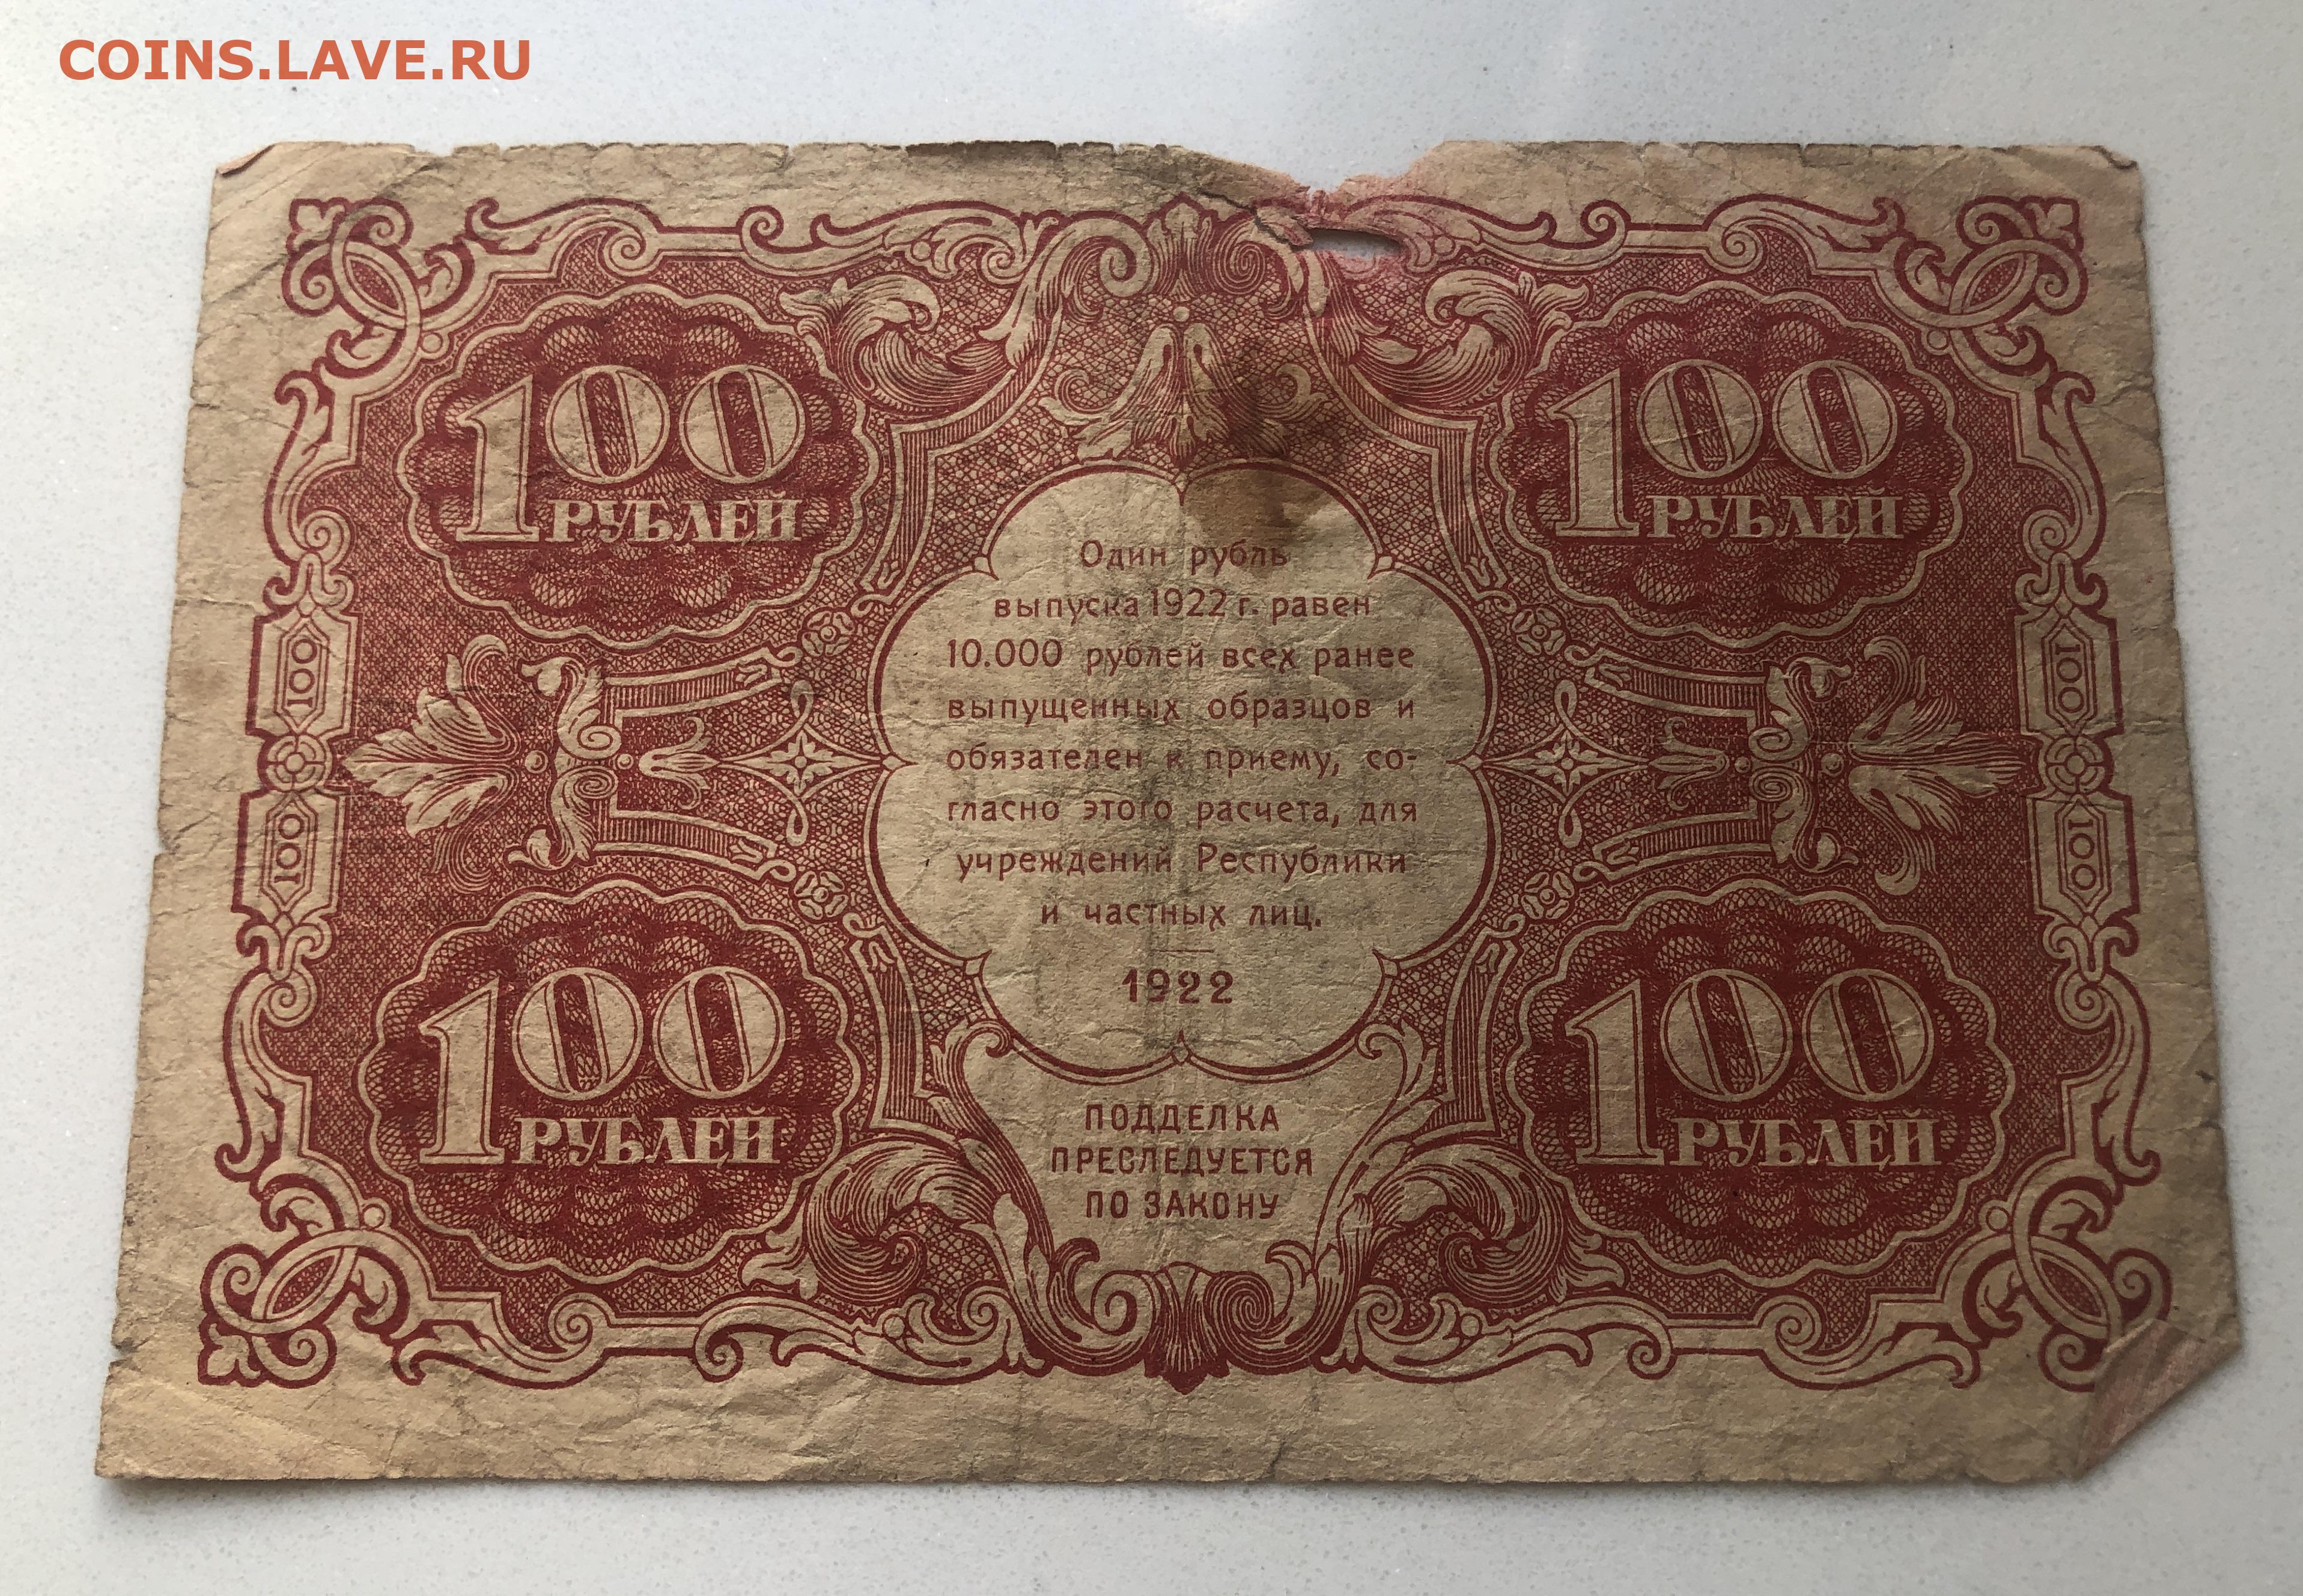 COINS.LAVE.RU
100
РУБЛЕЙ
100
РУБЛЕЙ
Один рубль
выпуска 1922 г. равен
10.000 рублей всех ранее
выпущенных образцов и
обязателен к приему, со-
гласно этого расчета, для
учреждений Республики
и частных лиц.
1922
100
100
100
100
100
РУБЛЕЙ
100
РУБЛЕЙ
ПОДДЕЛКА
ПРЕСЛЕДУЕТСЯ
ПО ЗАКОНУ